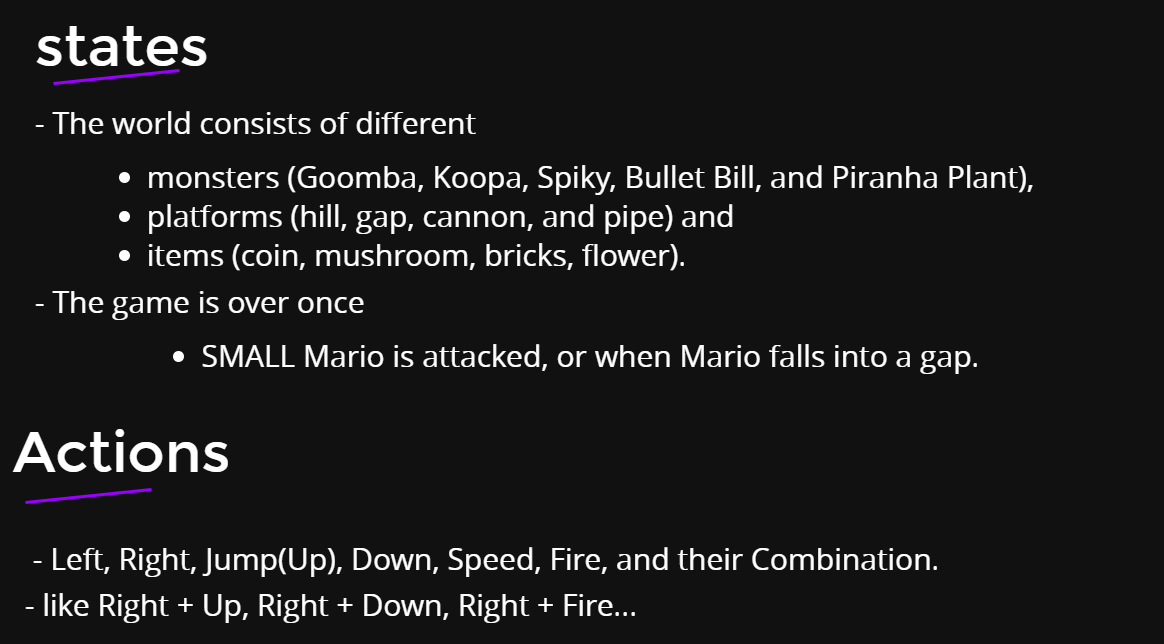 states
- The world consists of different
• monsters (Goomba, Koopa, Spiky, Bullet Bill, and Piranha Plant),
• platforms (hill, gap, cannon, and pipe) and
• items (coin, mushroom, bricks, flower).
- The game is over once
• SMALL Mario is attacked, or when Mario falls into a gap.
Actions
- Left, Right, Jump(Up), Down, Speed, Fire, and their Combination.
- like Right + Up, Right + Down, Right + Fire...